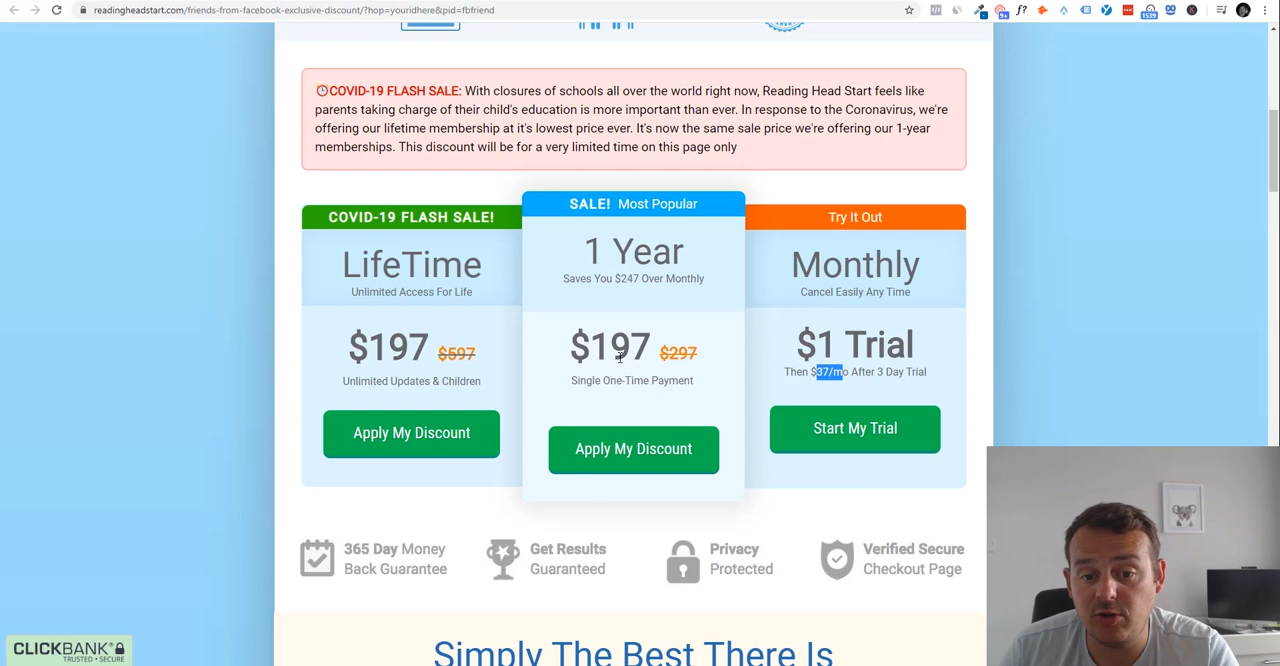 readingheadstart.com/friends-from-facebook-exclusive-discount/?hop=youridhere&pid=fbfriend
9+
f?
1539
COVID-19 FLASH SALE: With closures of schools all over the world right now, Reading Head Start feels like
parents taking charge of their child's education is more important than ever. In response to the Coronavirus, we're
offering our lifetime membership at it's lowest price ever. It's now the same sale price we're offering our 1-year
memberships. This discount will be for a very limited time on this page only
COVID-19 FLASH SALE!
LifeTime
Unlimited Access For Life
$197 $597
Unlimited Updates & Children
Apply My Discount
SALE! Most Popular
1 Year
Saves You $247 Over Monthly
$197 $297
Single One-Time Payment
Apply My Discount
Try It Out
Monthly
Cancel Easily Any Time
$1 Trial
Then $37/mo After 3 Day Trial
Start My Trial
365 Day Money
Back Guarantee
Get Results
Guaranteed
Privacy
Protected
Verified Secure
Checkout Page
Simply The Best There Is
CLICKBANK®
TRUSTED • SECURE